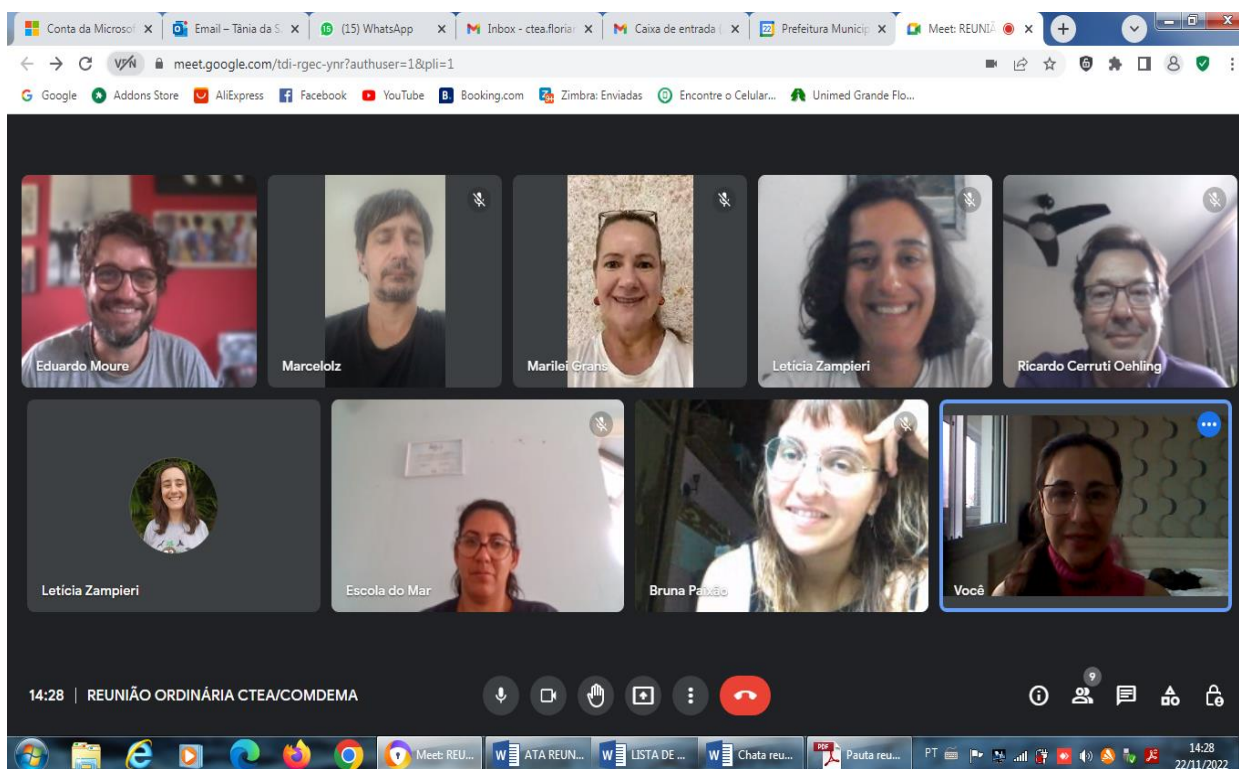 Conta da Microsof
Email – Tânia da S
(15) WhatsApp
Inbox - ctea.florian
Caixa de entrada (
Prefeitura Municip
Meet: REUNIÃ
meet.google.com/tdi-rgec-ynr?authuser=1&pli=1
Google
Addons Store
AliExpress
Facebook
YouTube
Booking.com
Zimbra: Enviadas
Encontre o Celular...
Unimed Grande Flo...
Eduardo Moure
Marcelolz
Marilei Grans
Letícia Zampieri
Ricardo Cerruti Oehling
Letícia Zampieri
Escola do Mar
Bruna Paixão
Você
14:28 | REUNIÃO ORDINÁRIA CTEA/COMDEMA
9
Meet: REU...
ATA REUN...
LISTA DE ...
Chata reu...
Pauta reu...
PT
14:28
22/11/2022